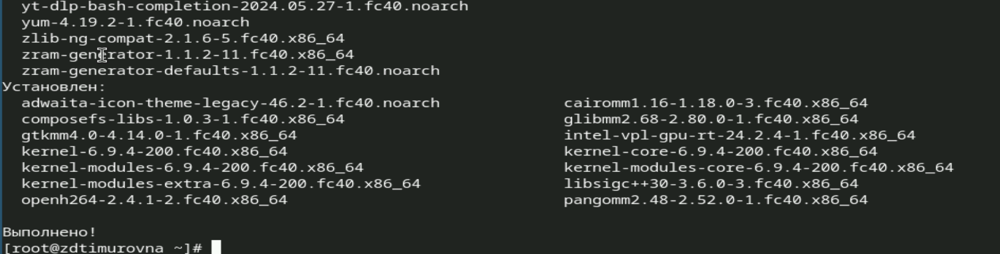 yt-dlp-bash-completion-2024.05.27-1.fc40.noarch
yum-4.19.2-1.fc40.noarch
zlib-ng-compat-2.1.6-5.fc40.x86_64
zram-generator-1.1.2-11.fc40.x86_64
zram-generator-defaults-1.1.2-11.fc40.noarch
Установлен:
adwaita-icon-theme-legacy-46.2-1.fc40.noarch cairomm1.16-1.18.0-3.fc40.x86_64
composefs-libs-1.0.3-1.fc40.x86_64 glibmm2.68-2.80.0-1.fc40.x86_64
gtkmm4.0-4.14.0-1.fc40.x86_64 intel-vpl-gpu-rt-24.2.4-1.fc40.x86_64
kernel-6.9.4-200.fc40.x86_64 kernel-core-6.9.4-200.fc40.x86_64
kernel-modules-6.9.4-200.fc40.x86_64 kernel-modules-core-6.9.4-200.fc40.x86_64
kernel-modules-extra-6.9.4-200.fc40.x86_64 libsigc++30-3.6.0-3.fc40.x86_64
openh264-2.4.1-2.fc40.x86_64 pangomm2.48-2.52.0-1.fc40.x86_64
Выполнено!
[root@zdtimurovna ~]#